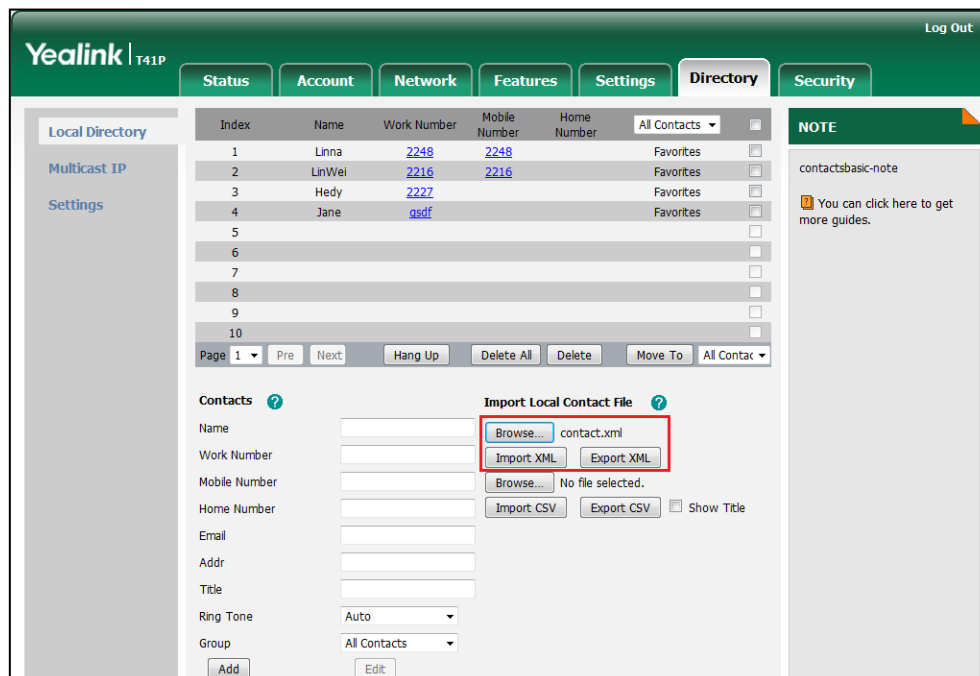 Log Out
Yealink | T41P
Status Account Network Features Settings Directory Security
Local Directory
Multicast IP
Settings
Index Name Work Number Mobile Number Home Number All Contacts
1 Linna 2248 2248 Favorites
2 LinWei 2216 2216 Favorites
3 Hedy 2227 Favorites
4 Jane qsdf Favorites
5
6
7
8
9
10
Page 1 Pre Next Hang Up Delete All Delete Move To All Contac
NOTE
contactsbasic-note
? You can click here to get
more guides.
Contacts ? Import Local Contact File ?
Name Browse... contact.xml
Work Number Import XML Export XML
Mobile Number Browse... No file selected.
Home Number Import CSV Export CSV Show Title
Email
Addr
Title
Ring Tone Auto
Group All Contacts
Add Edit